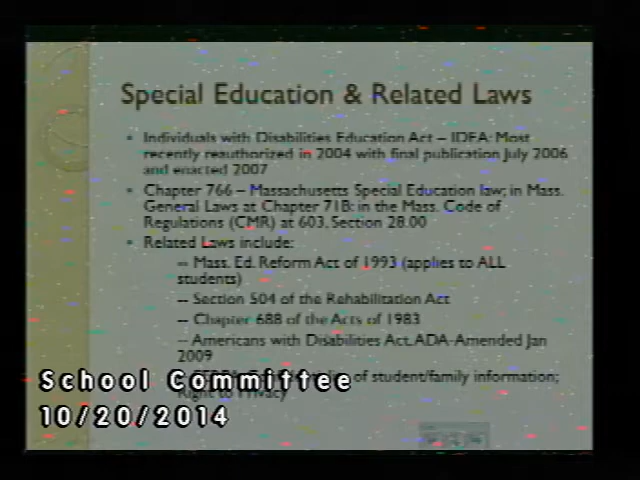 Special Education & Related Laws
• Individuals with Disabilities Education Act – IDEA: Most
recently reauthorized in 2004 with final publication July 2006
and enacted 2007
• Chapter 766 – Massachusetts Special Education law; in Mass.
General Laws at Chapter 71B: in the Mass. Code of
Regulations (CMR) at 603, Section 28.00
• Related Laws include:
-- Mass. Ed. Reform Act of 1993 (applies to ALL
students)
-- Section 504 of the Rehabilitation Act
-- Chapter 688 of the Acts of 1983
-- Americans with Disabilities Act, ADA-Amended Jan
2009
of student/family information;
Right to Privacy
School Committee
10/20/2014